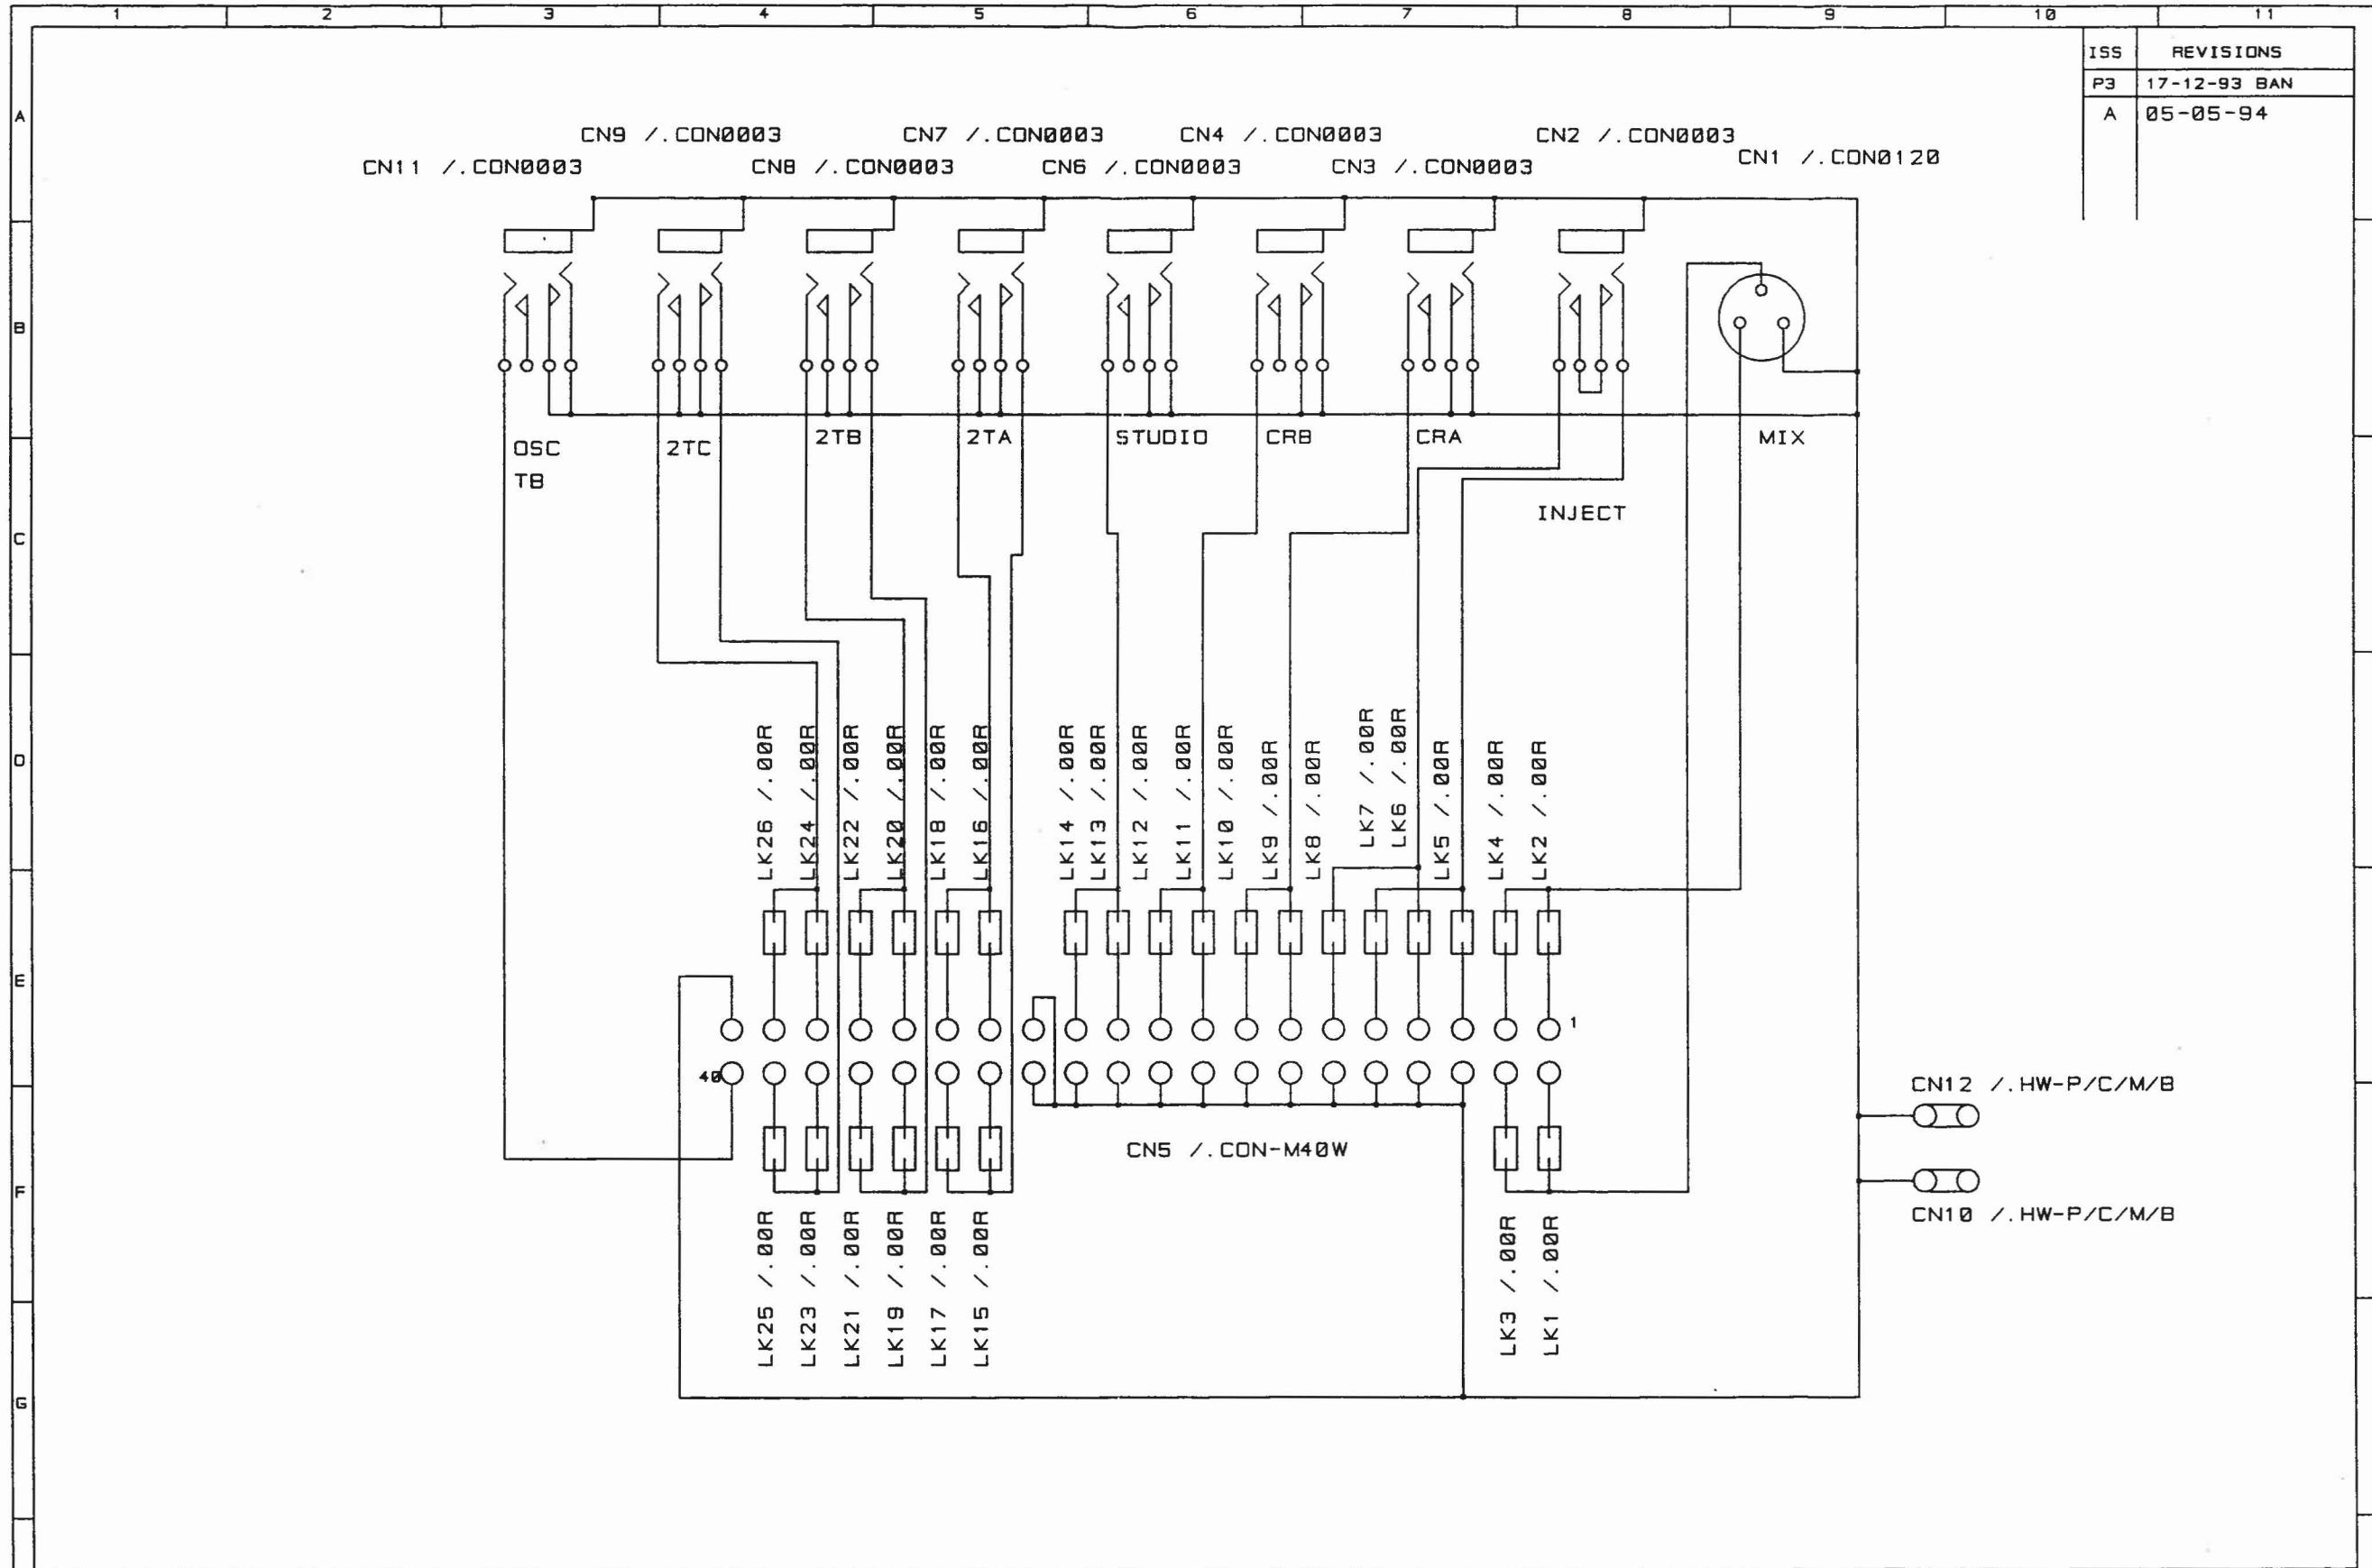 1 2 3 4 5 6 7 8 9 10 11
ISS REVISIONS
P3 17-12-93 BAN
A 05-05-94
A
B
C
D
E
F
G
CN9 /.CON0003 CN7 /.CON0003 CN4 /.CON0003 CN2 /.CON0003
CN11 /.CON0003 CN8 /.CON0003 CN6 /.CON0003 CN3 /.CON0003 CN1 /.CON0120
OSC
TB
2TC
2TB
2TA
STUDIO
CRB
CRA
MIX
INJECT
LK26 /.00R
LK24 /.00R
LK22 /.00R
LK20 /.00R
LK18 /.00R
LK16 /.00R
LK14 /.00R
LK13 /.00R
LK12 /.00R
LK11 /.00R
LK10 /.00R
LK9 /.00R
LK8 /.00R
LK7 /.00R
LK6 /.00R
LK5 /.00R
LK4 /.00R
LK2 /.00R
1
40
CN5 /.CON-M40W
CN12 /.HW-P/C/M/B
CN10 /.HW-P/C/M/B
LK25 /.00R
LK23 /.00R
LK21 /.00R
LK19 /.00R
LK17 /.00R
LK15 /.00R
LK3 /.00R
LK1 /.00R